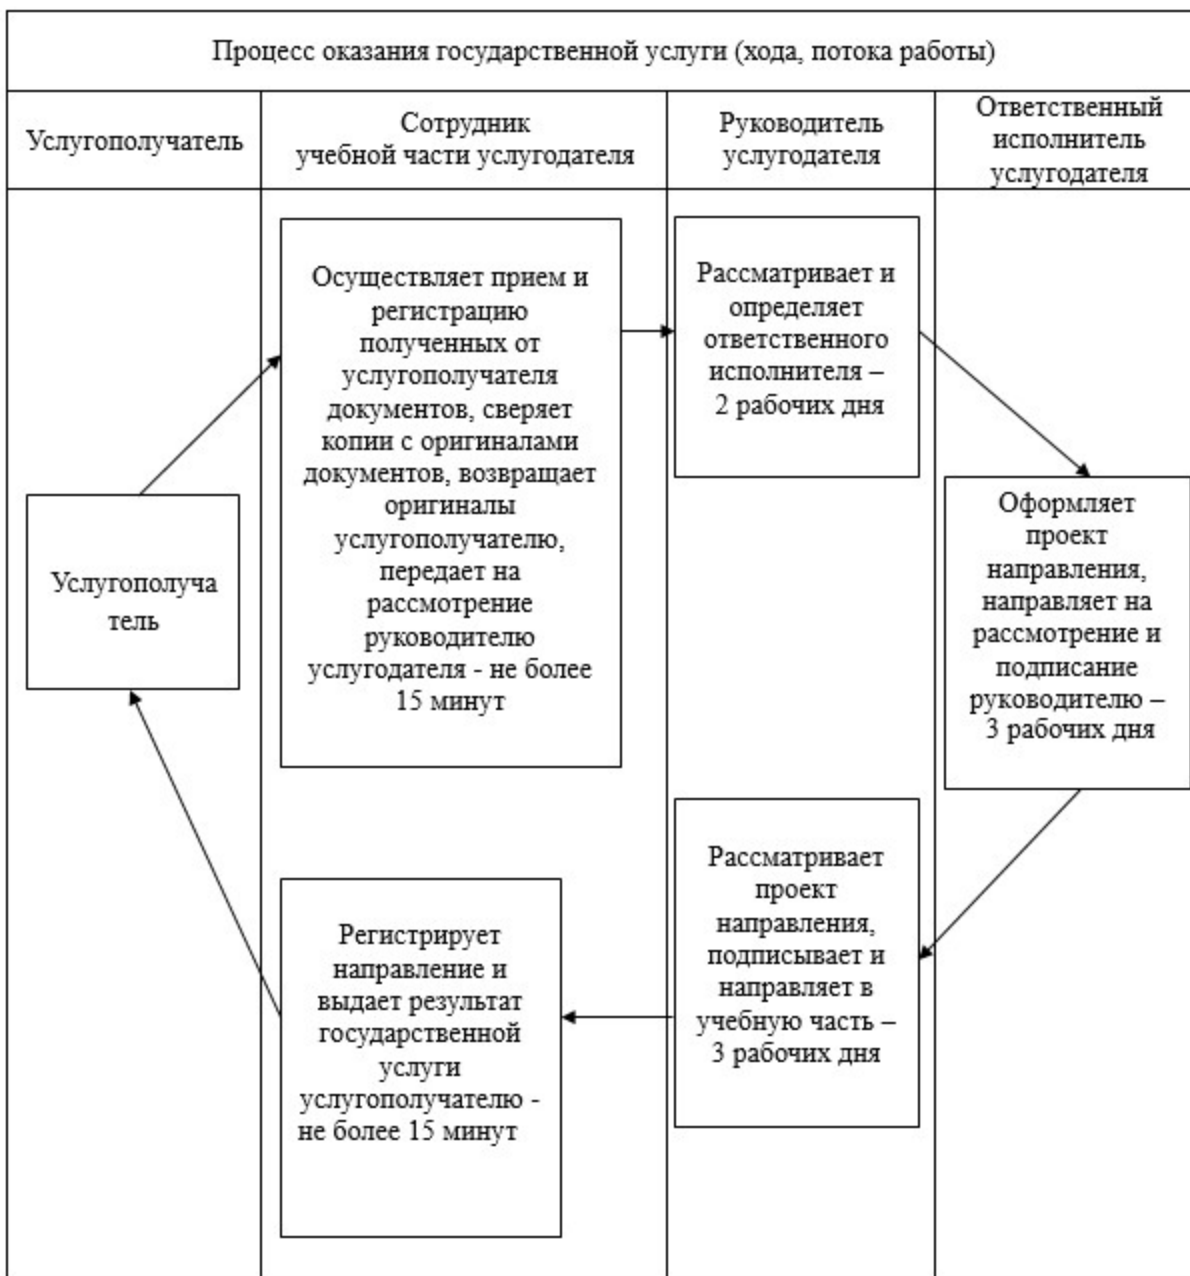 Процесс оказания государственной услуги (хода, потока работы)
Услугополучатель
Сотрудник
учебной части услугодателя
Руководитель
услугодателя
Ответственный
исполнитель
услугодателя
Услугополуча
тель
Осуществляет прием и
регистрацию
полученных от
услугополучателя
документов, сверяет
копии с оригиналами
документов, возвращает
оригиналы
услугополучателю,
передает на
рассмотрение
руководителю
услугодателя - не более
15 минут
Рассматривает и
определяет
ответственного
исполнителя –
2 рабочих дня
Оформляет
проект
направления,
направляет на
рассмотрение и
подписание
руководителю –
3 рабочих дня
Рассматривает
проект
направления,
подписывает и
направляет в
учебную часть –
3 рабочих дня
Регистрирует
направление и
выдает результат
государственной
услуги
услугополучателю -
не более 15 минут